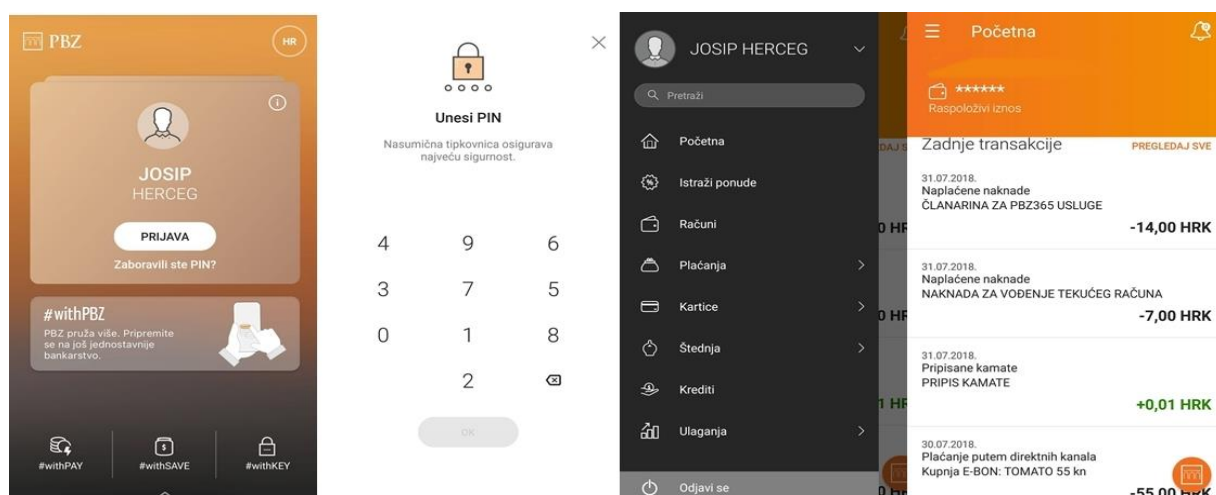 PBZ
HR
JOSIP
HERCEG
PRIJAVA
Zaboravili ste PIN?
#withPBZ
PBZ pruža više. Pripremite
se na još jednostavnije
bankarstvo.
#withPAY
#withSAVE
#withKEY
Unesi PIN
Nasumična tipkovnica osigurava
najveću sigurnost.
4 9 6
3 7 5
0 1 8
2
OK
JOSIP HERCEG
Pretraži
Početna
Istraži ponude
Računi
Plaćanja
Kartice
Štednja
Krediti
Ulaganja
Odjavi se
Početna
******
Raspoloživi iznos
Zadnje transakcije
PREGLEDAJ SVE
31.07.2018.
Naplaćene naknade
ČLANARINA ZA PBZ365 USLUGE
-14,00 HRK
31.07.2018.
Naplaćene naknade
NAKNADA ZA VOĐENJE TEKUĆEG RAČUNA
-7,00 HRK
31.07.2018.
Pripisane kamate
PRIPIS KAMATE
+0,01 HRK
30.07.2018.
Plaćanje putem direktnih kanala
Kupnja E-BON: TOMATO 55 kn
-55,00 HRK